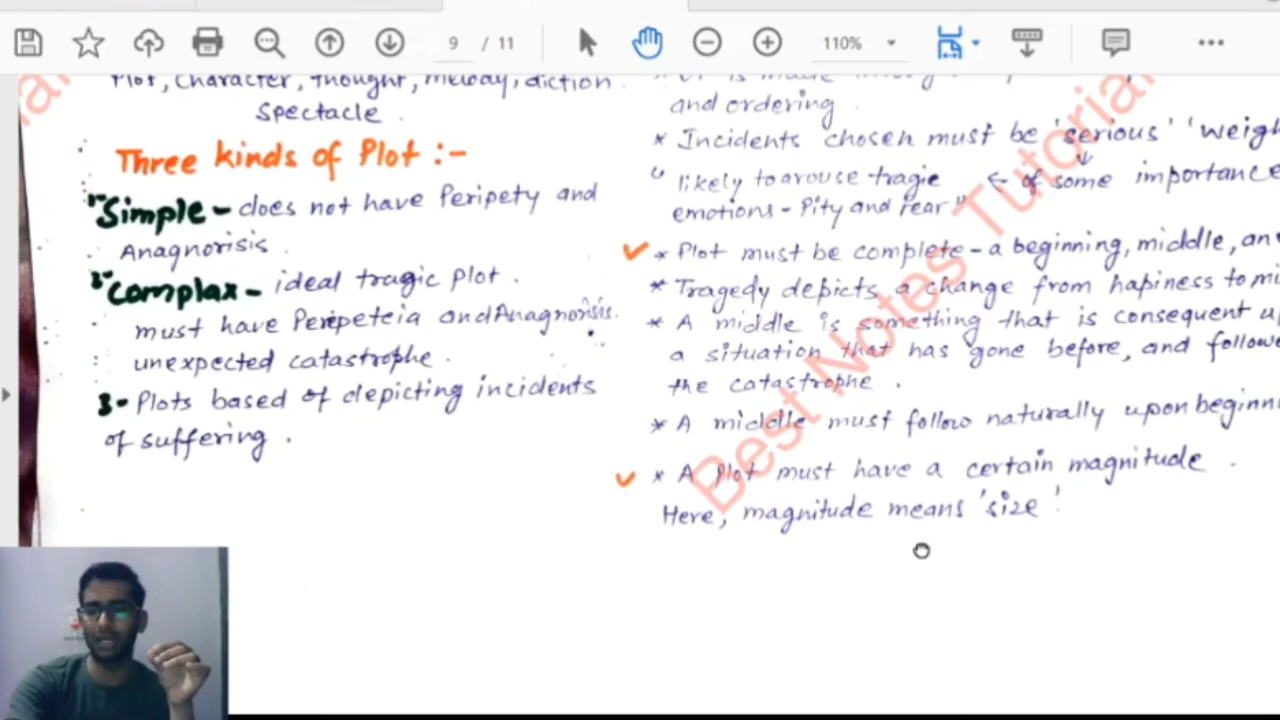 9 / 11
110%
Plot, Character, thought, melody, diction
Spectacle.
Three kinds of Plot :-
1- Simple - does not have Peripety and
Anagnorisis.
2- Complax - ideal tragic plot.
must have Peripeteia and Anagnorisis.
unexpected catastrophe.
3- Plots based of depicting incidents
of suffering.
and ordering.
* Incidents chosen must be 'serious' 'weigh
" likely to arouse tragic ← of some importance
emotions - Pity and fear"
* Plot must be complete - a beginning, middle, an
* Tragedy depicts a change from hapiness to mi
* A middle is something that is consequent up
a situation that has gone before, and followe
the catastrophe.
* A middle must follow naturally upon beginni
* A Plot must have a certain magnitude.
Here, magnitude means 'size'
Best Notes Tutorial